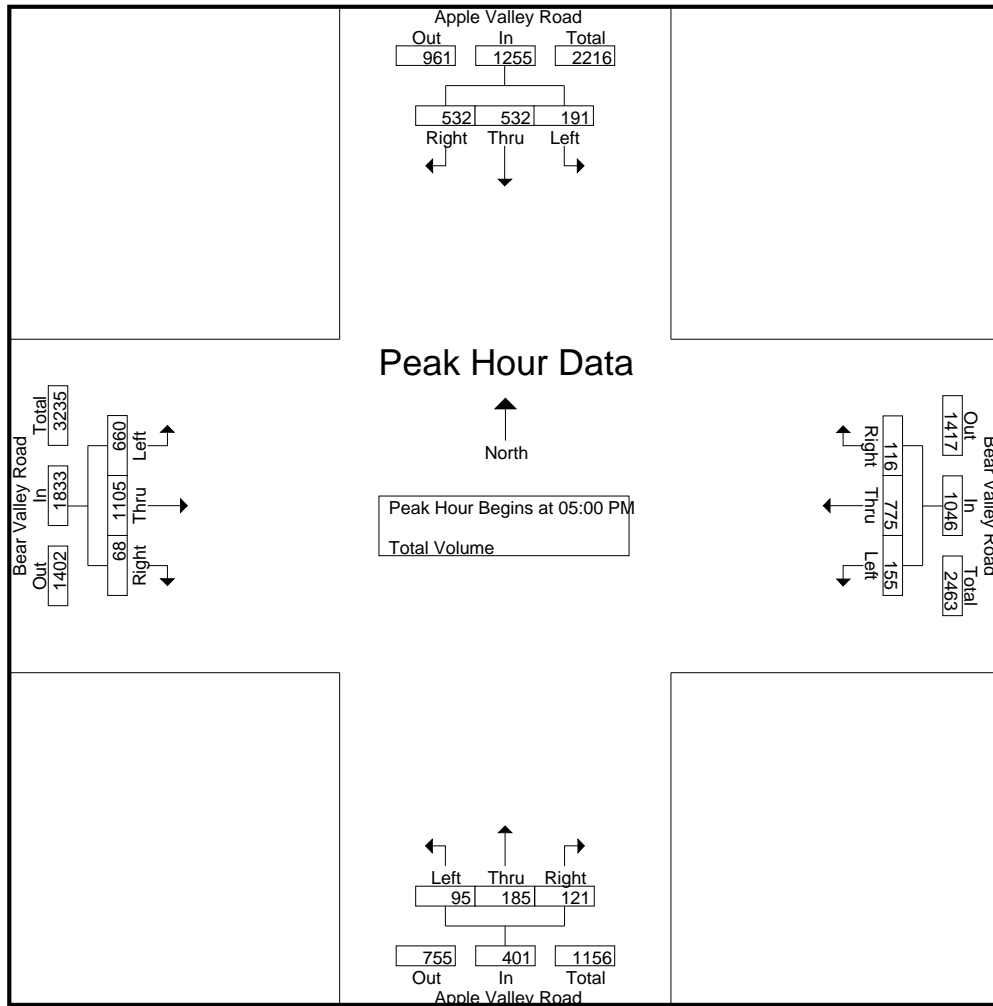 Apple Valley Road
Out In Total
961 1255 2216
532 532 191
Right Thru Left
Peak Hour Data
North
Peak Hour Begins at 05:00 PM
Total Volume
Bear Valley Road
Out In Total
1402 1833 3235
68 1105 660
Right Thru Left
Bear Valley Road
Out In Total
1417 1046 2463
116 775 155
Right Thru Left
Left Thru Right
95 185 121
755 401 1156
Out In Total
Apple Valley Road